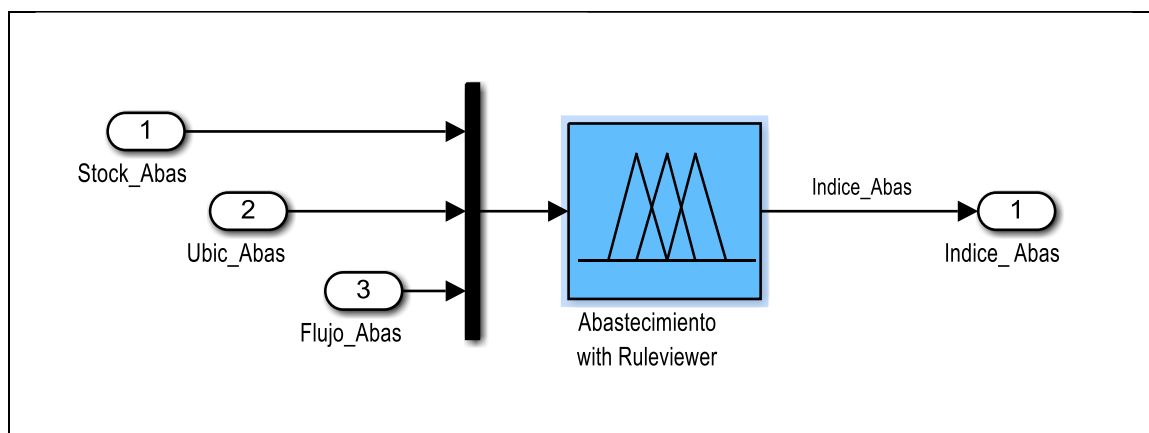 1
Stock_Abas
2
Ubic_Abas
3
Flujo_Abas
Abastecimiento
with Ruleviewer
Indice_Abas
1
Indice_ Abas